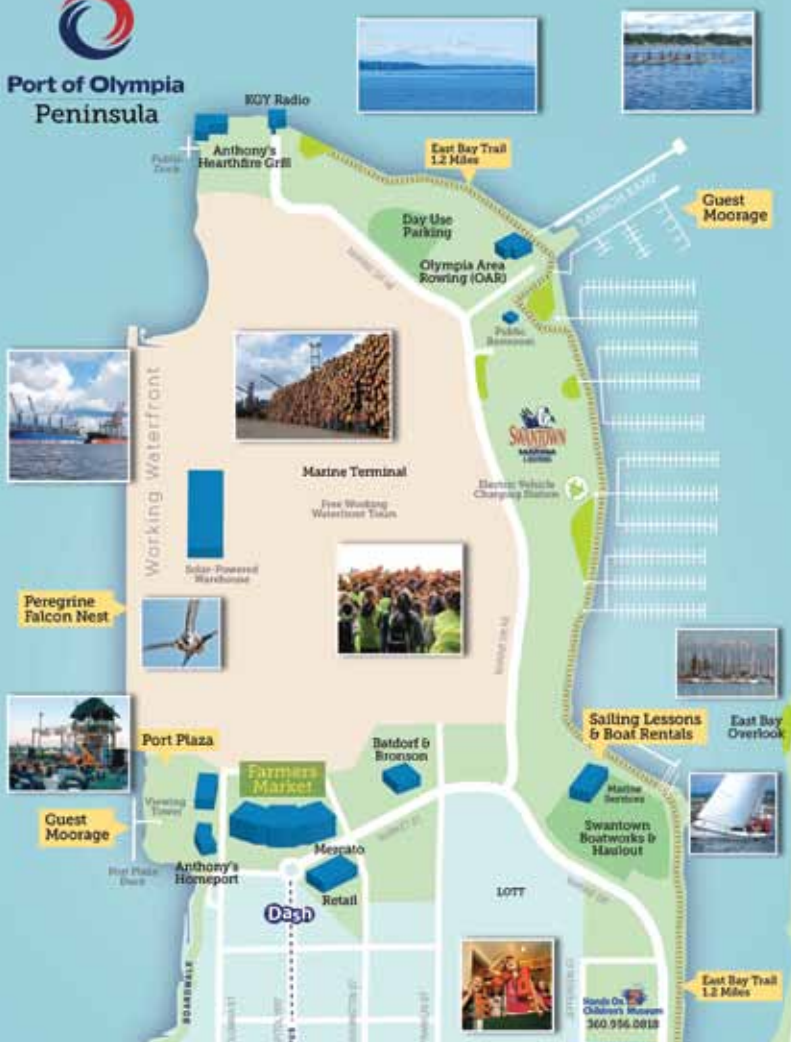 Port of Olympia
Peninsula
KGY Radio
Anthony's
Hearthfire Grill
Public
Dock
East Bay Trail
1.2 Miles
LAUNCH RAMP
Guest
Moorage
Day Use
Parking
Olympia Area
Rowing (OAR)
Public
Restroom
Working Waterfront
SWANTOWN
MARINA
Marine Terminal
Free Working
Waterfront Tours
Electric Vehicle
Charging Station
Solar-Powered
Warehouse
Peregrine
Falcon Nest
Sailing Lessons
& Boat Rentals
East Bay
Overlook
Port Plaza
Batdorf &
Bronson
Farmers
Market
Viewing
Tower
Marine
Services
Guest
Moorage
Swantown
Boatworks &
Haulout
Port Plaza
Dock
Anthony's
Homeport
Mercato
Retail
LOTT
Dash
BOARDWALK
East Bay Trail
1.2 Miles
Hands On
Children's Museum
360.956.0818